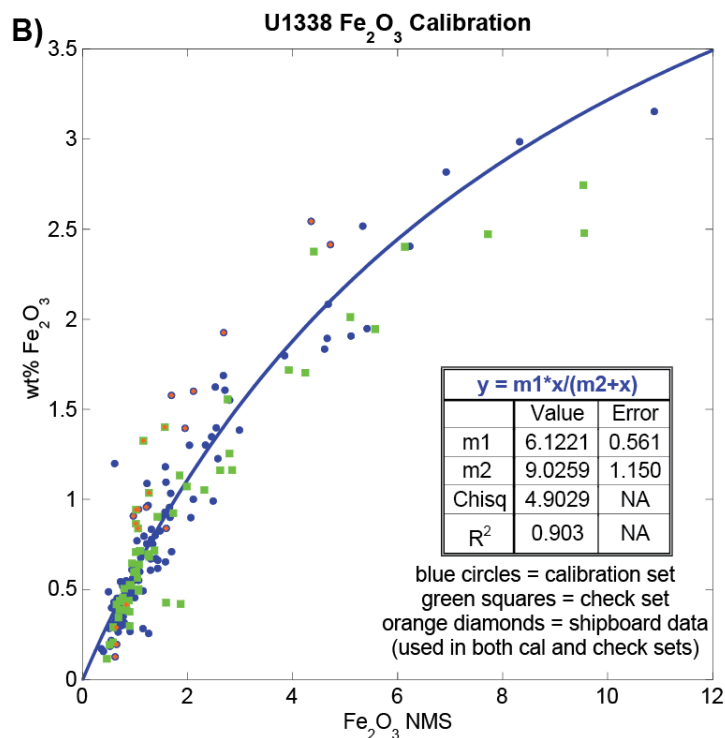 B)
U1338 Fe2O3 Calibration
wt% Fe2O3
3.5
3
2.5
2
1.5
1
0.5
0
y = m1*x/(m2+x)
Value Error
m1 6.1221 0.561
m2 9.0259 1.150
Chisq 4.9029 NA
R2 0.903 NA
blue circles = calibration set
green squares = check set
orange diamonds = shipboard data
(used in both cal and check sets)
0 2 4 6 8 10 12
Fe2O3 NMS